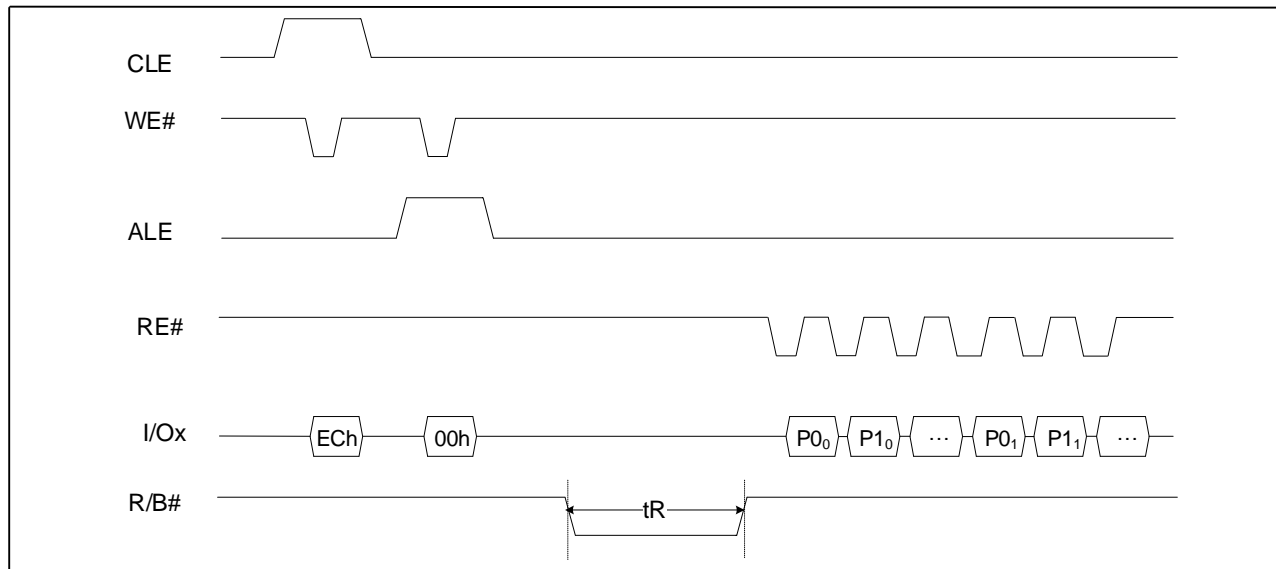 CLE
WE#
ALE
RE#
I/Ox ECh 00h P0₀ P1₀ ... P0₁ P1₁ ...
R/B# tR